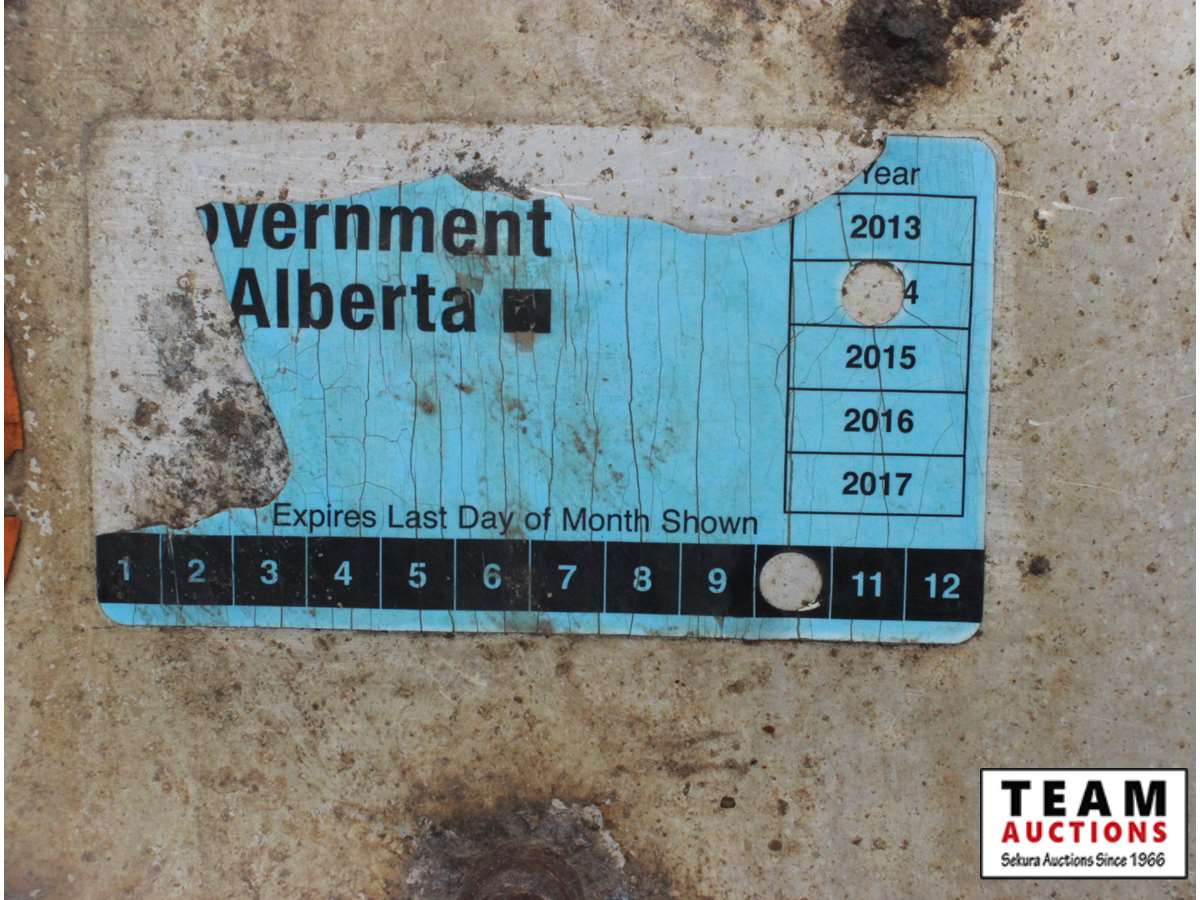 overnment
Alberta
Year
2013
4
2015
2016
2017
Expires Last Day of Month Shown
1 2 3 4 5 6 7 8 9 11 12
TEAM
AUCTIONS
Sekura Auctions Since 1966